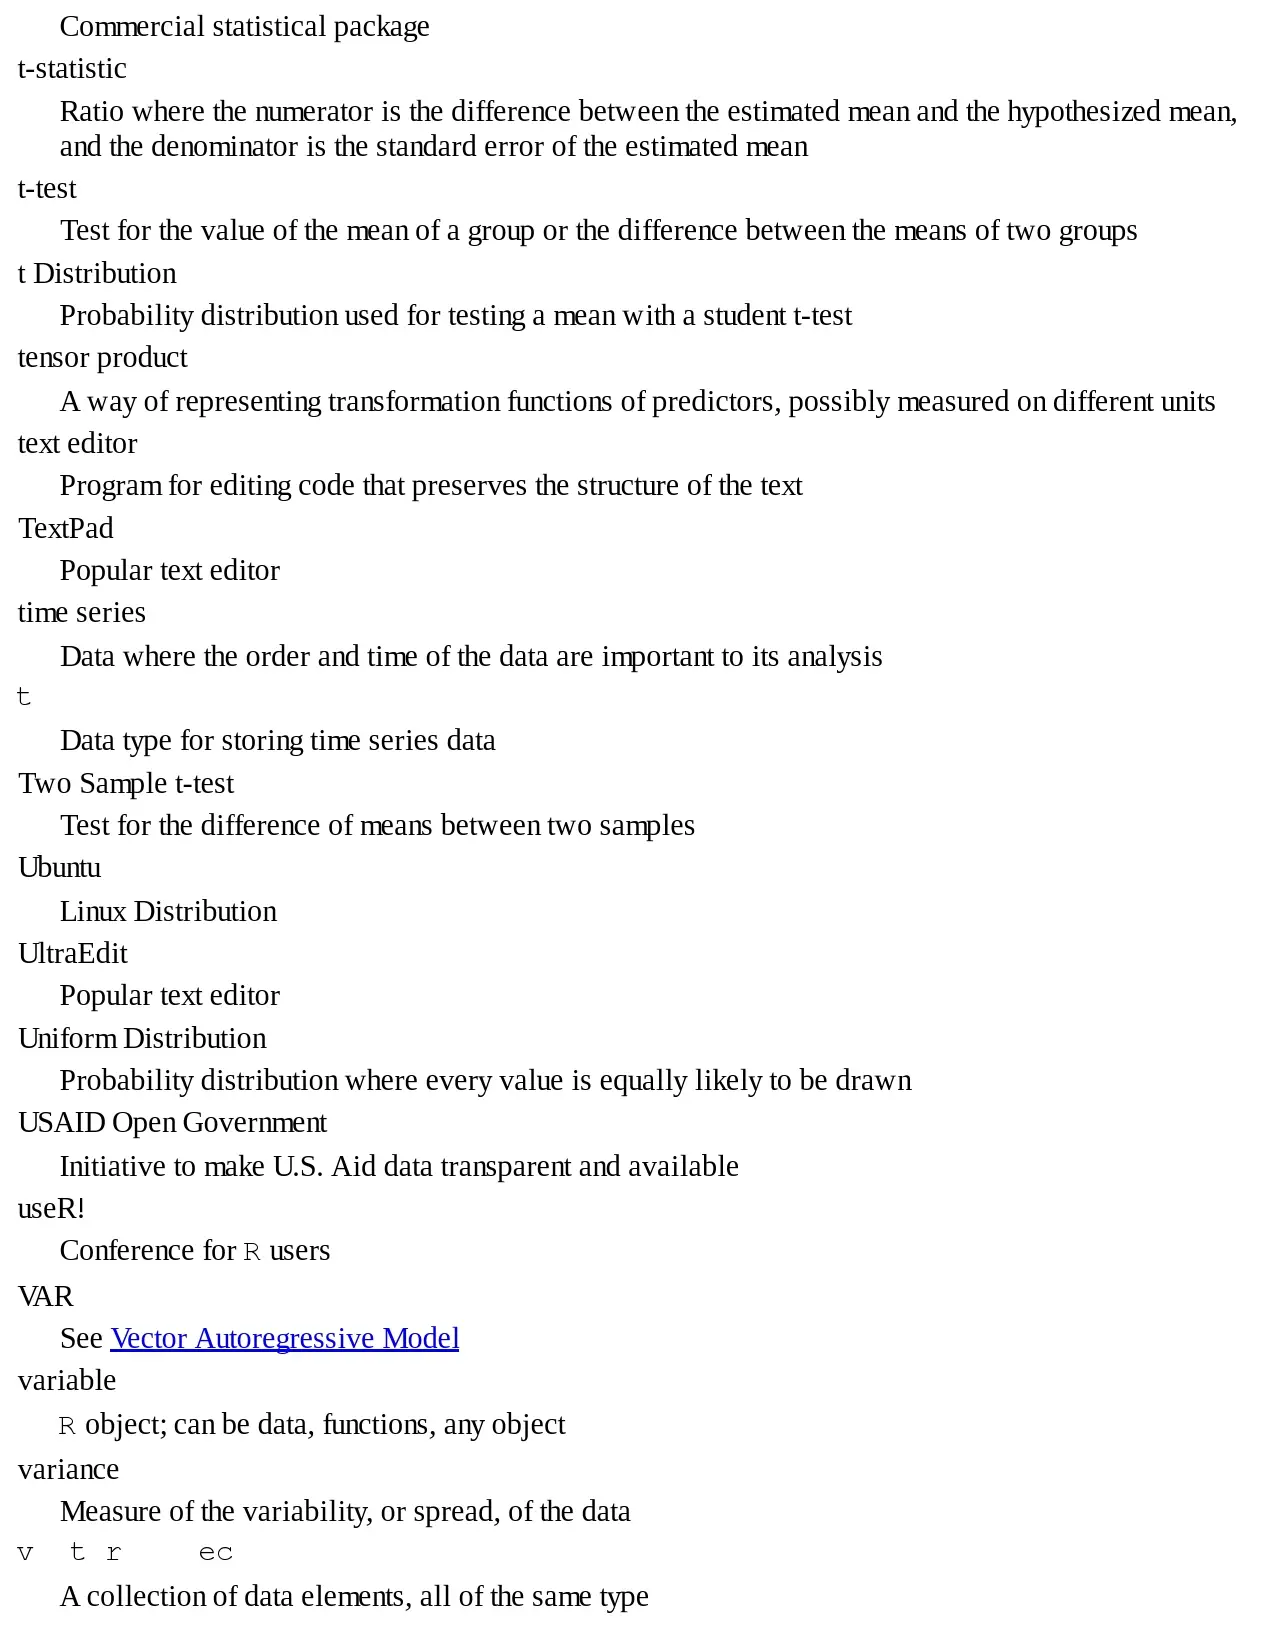 Commercial statistical package
t-statistic
Ratio where the numerator is the difference between the estimated mean and the hypothesized mean,
and the denominator is the standard error of the estimated mean
t-test
Test for the value of the mean of a group or the difference between the means of two groups
t Distribution
Probability distribution used for testing a mean with a student t-test
tensor product
A way of representing transformation functions of predictors, possibly measured on different units
text editor
Program for editing code that preserves the structure of the text
TextPad
Popular text editor
time series
Data where the order and time of the data are important to its analysis
t
Data type for storing time series data
Two Sample t-test
Test for the difference of means between two samples
Ubuntu
Linux Distribution
UltraEdit
Popular text editor
Uniform Distribution
Probability distribution where every value is equally likely to be drawn
USAID Open Government
Initiative to make U.S. Aid data transparent and available
useR!
Conference for R users
VAR
See Vector Autoregressive Model
variable
R object; can be data, functions, any object
variance
Measure of the variability, or spread, of the data
v t r ec
A collection of data elements, all of the same type